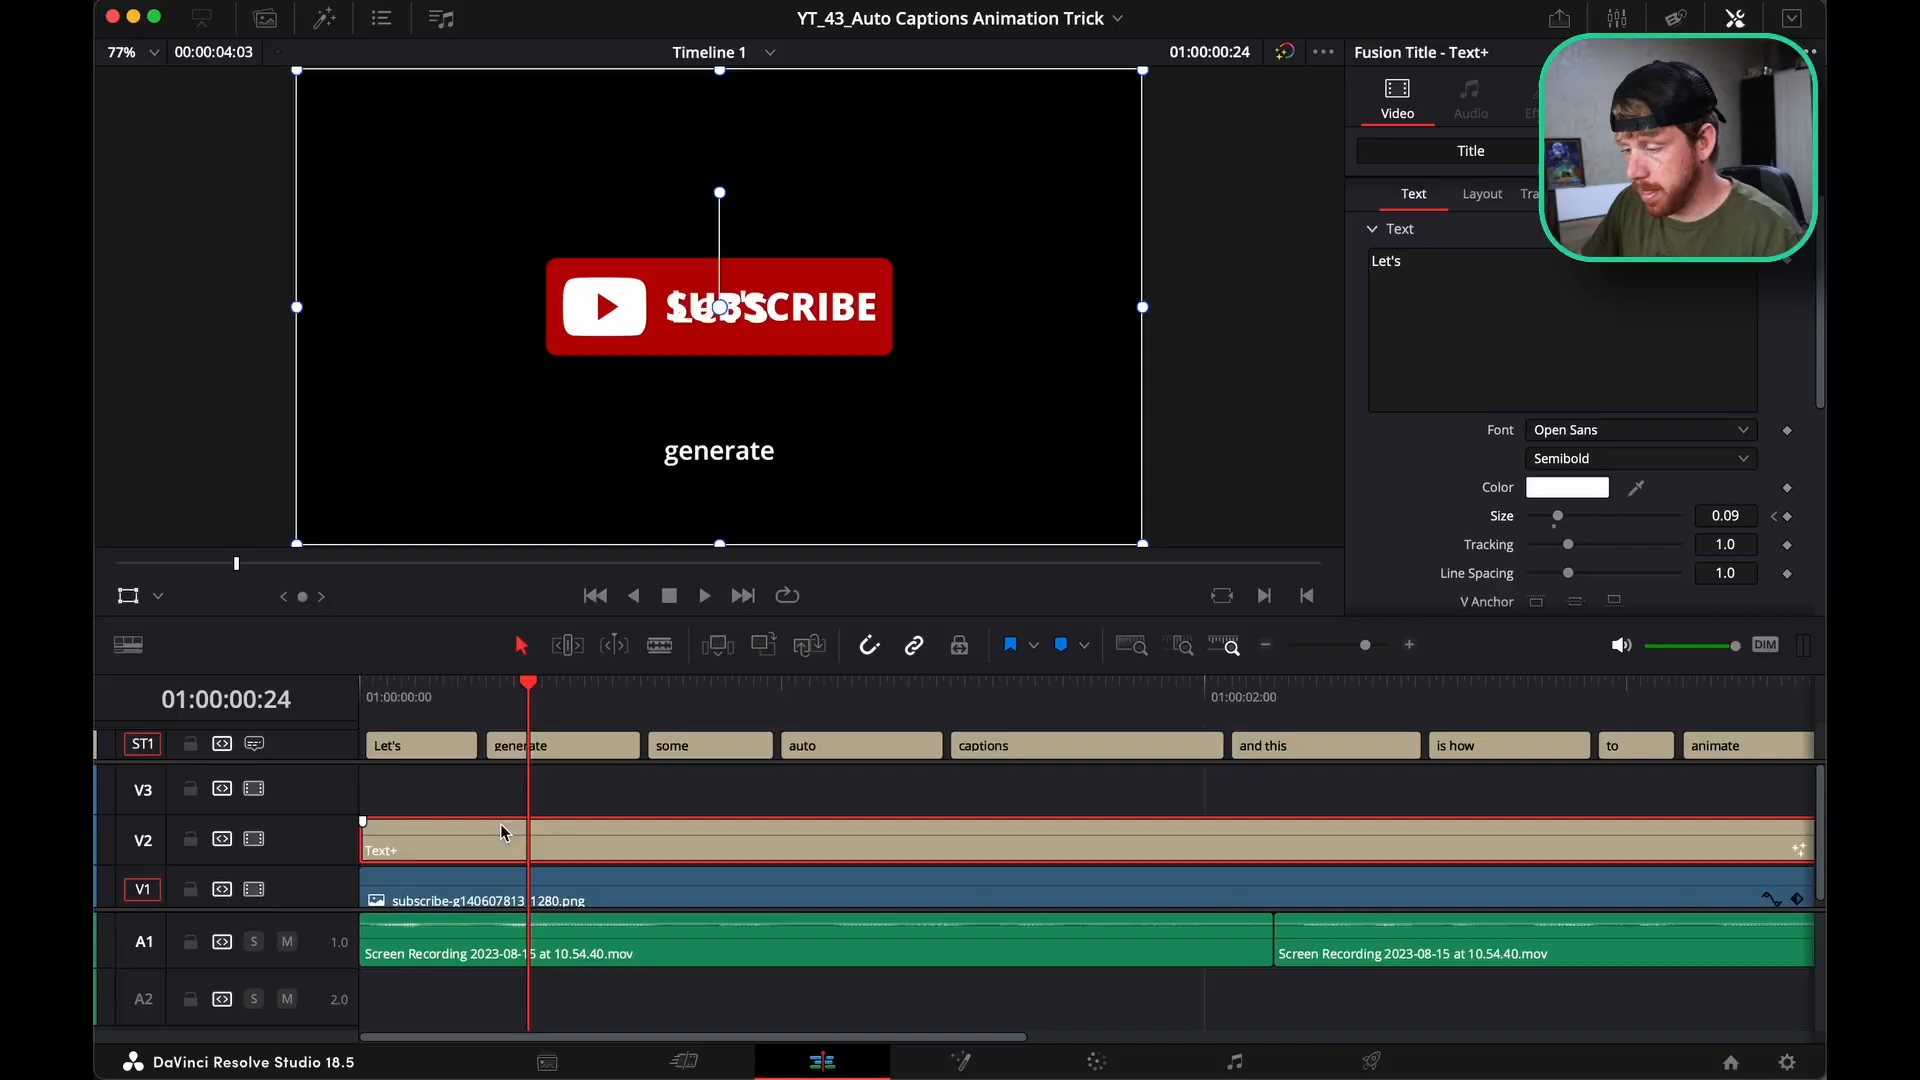 YT_43_Auto Captions Animation Trick
77%
00:00:04:03
Timeline 1
01:00:00:24
Fusion Title - Text+
Video
Audio
Title
Text
Layout
Text
Let's
SUBSCRIBE
Let's
generate
Font
Open Sans
Semibold
Color
Size
0.09
Tracking
1.0
Line Spacing
1.0
V Anchor
DIM
01:00:00:24
01:00:00:00
01:00:02:00
ST1
Let's
generate
some
auto
captions
and this
is how
to
animate
V3
V2
Text+
V1
subscribe-g140607813_1280.png
A1
S
M
1.0
Screen Recording 2023-08-15 at 10.54.40.mov
Screen Recording 2023-08-15 at 10.54.40.mov
A2
S
M
2.0
DaVinci Resolve Studio 18.5